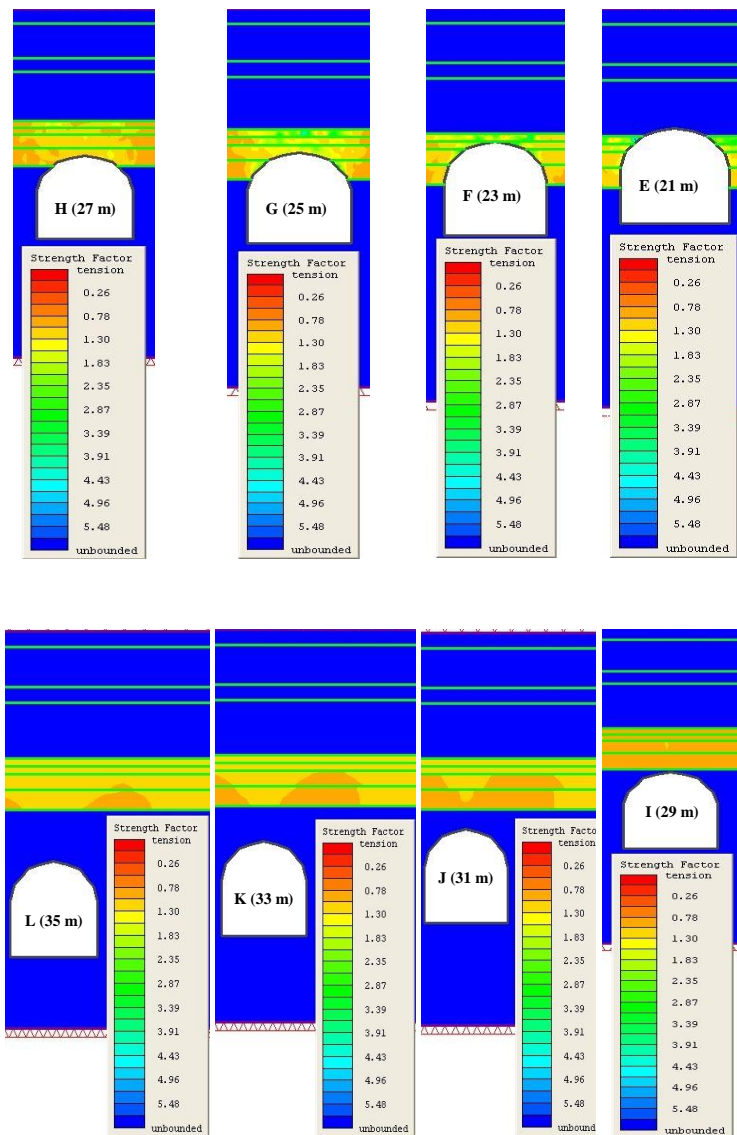 H (27 m)
Strength Factor
tension
0.26
0.78
1.30
1.83
2.35
2.87
3.39
3.91
4.43
4.96
5.48
unbounded
G (25 m)
Strength Factor
tension
0.26
0.78
1.30
1.83
2.35
2.87
3.39
3.91
4.43
4.96
5.48
unbounded
F (23 m)
Strength Factor
tension
0.26
0.78
1.30
1.83
2.35
2.87
3.39
3.91
4.43
4.96
5.48
unbounded
E (21 m)
Strength Factor
tension
0.26
0.78
1.30
1.83
2.35
2.87
3.39
3.91
4.43
4.96
5.48
unbounded
L (35 m)
Strength Factor
tension
0.26
0.78
1.30
1.83
2.35
2.87
3.39
3.91
4.43
4.96
5.48
unbounded
K (33 m)
Strength Factor
tension
0.26
0.78
1.30
1.83
2.35
2.87
3.39
3.91
4.43
4.96
5.48
unbounded
J (31 m)
Strength Facto
tension
0.26
0.78
1.30
1.83
2.35
2.87
3.39
3.91
4.43
4.96
5.48
unbounded
I (29 m)
Strength Factor
tension
0.26
0.78
1.30
1.83
2.35
2.87
3.39
3.91
4.43
4.96
5.48
unbounded